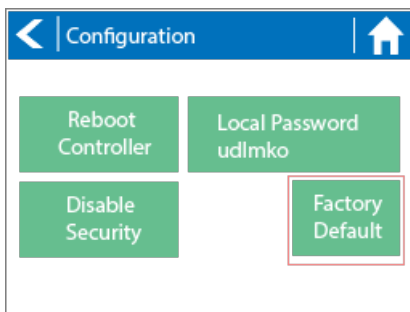 Configuration
Reboot
Controller
Local Password
udlmko
Disable
Security
Factory
Default